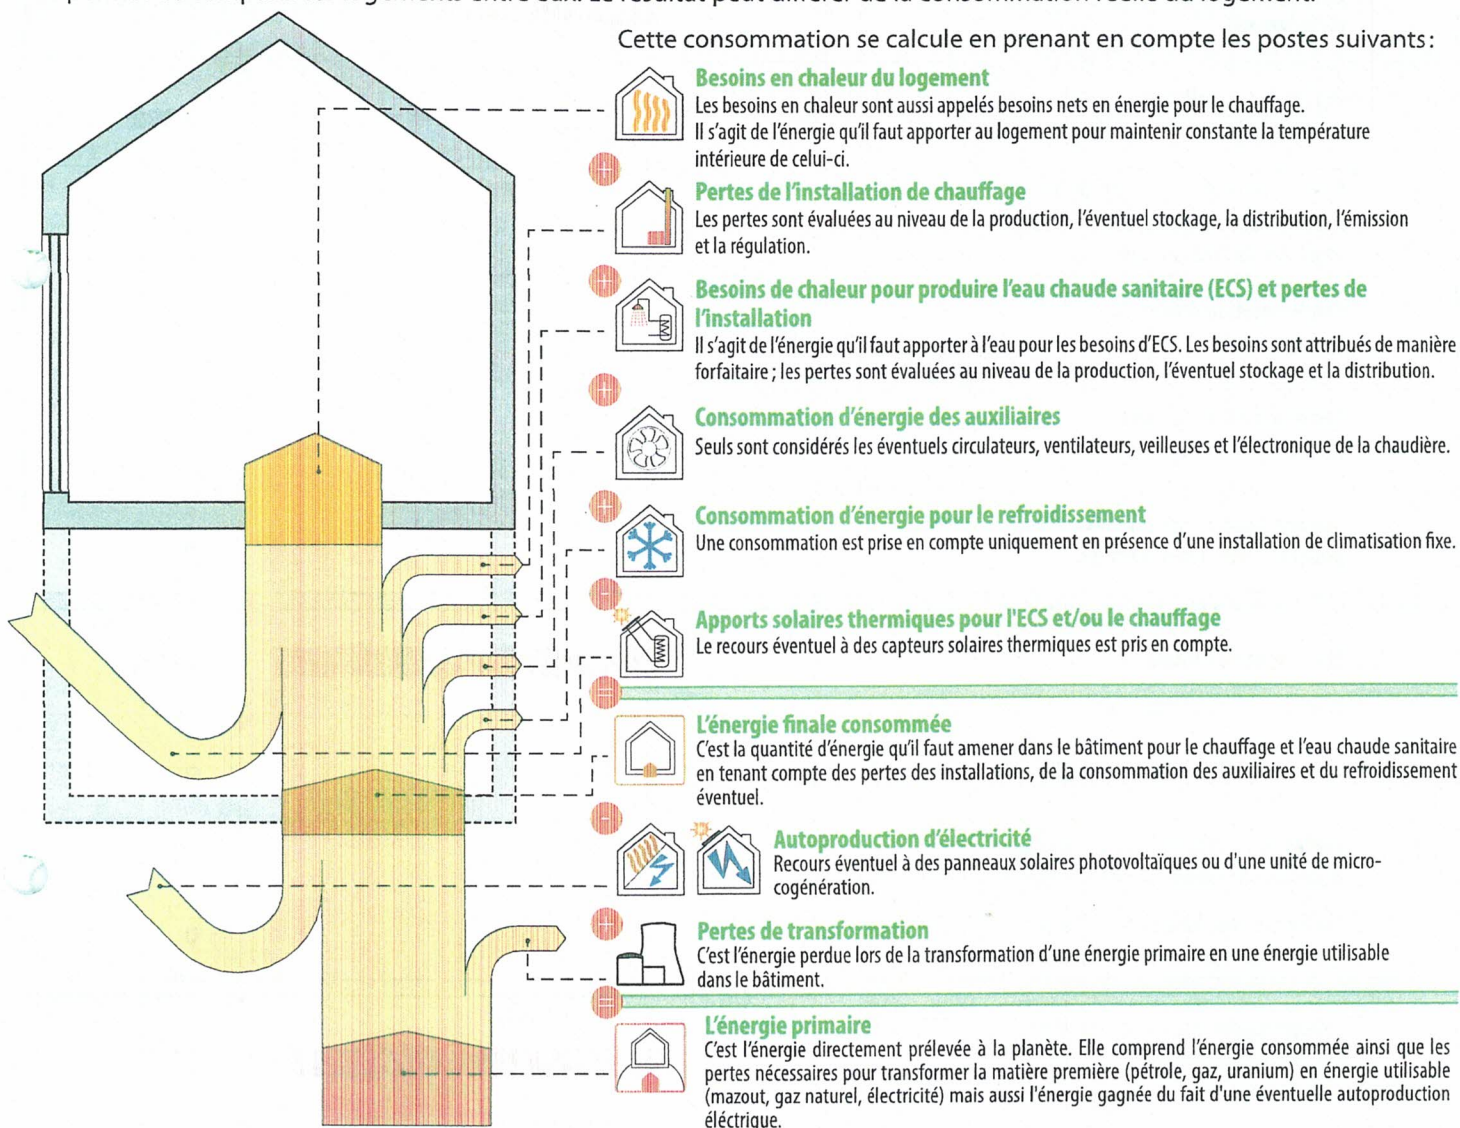 Cette consommation se calcule en prenant en compte les postes suivants :
Besoins en chaleur du logement
Les besoins en chaleur sont aussi appelés besoins nets en énergie pour le chauffage.
Il s'agit de l'énergie qu'il faut apporter au logement pour maintenir constante la température
intérieure de celui-ci.
+
Pertes de l'installation de chauffage
Les pertes sont évaluées au niveau de la production, l'éventuel stockage, la distribution, l'émission
et la régulation.
+
Besoins de chaleur pour produire l'eau chaude sanitaire (ECS) et pertes de
l'installation
Il s'agit de l'énergie qu'il faut apporter à l'eau pour les besoins d'ECS. Les besoins sont attribués de manière
forfaitaire ; les pertes sont évaluées au niveau de la production, l'éventuel stockage et la distribution.
+
Consommation d'énergie des auxiliaires
Seuls sont considérés les éventuels circulateurs, ventilateurs, veilleuses et l'électronique de la chaudière.
+
Consommation d'énergie pour le refroidissement
Une consommation est prise en compte uniquement en présence d'une installation de climatisation fixe.
-
Apports solaires thermiques pour l'ECS et/ou le chauffage
Le recours éventuel à des capteurs solaires thermiques est pris en compte.
=
L'énergie finale consommée
C'est la quantité d'énergie qu'il faut amener dans le bâtiment pour le chauffage et l'eau chaude sanitaire
en tenant compte des pertes des installations, de la consommation des auxiliaires et du refroidissement
éventuel.
-
Autoproduction d'électricité
Recours éventuel à des panneaux solaires photovoltaïques ou d'une unité de micro-
cogénération.
+
Pertes de transformation
C'est l'énergie perdue lors de la transformation d'une énergie primaire en une énergie utilisable
dans le bâtiment.
=
L'énergie primaire
C'est l'énergie directement prélevée à la planète. Elle comprend l'énergie consommée ainsi que les
pertes nécessaires pour transformer la matière première (pétrole, gaz, uranium) en énergie utilisable
(mazout, gaz naturel, électricité) mais aussi l'énergie gagnée du fait d'une éventuelle autoproduction
éléctrique.